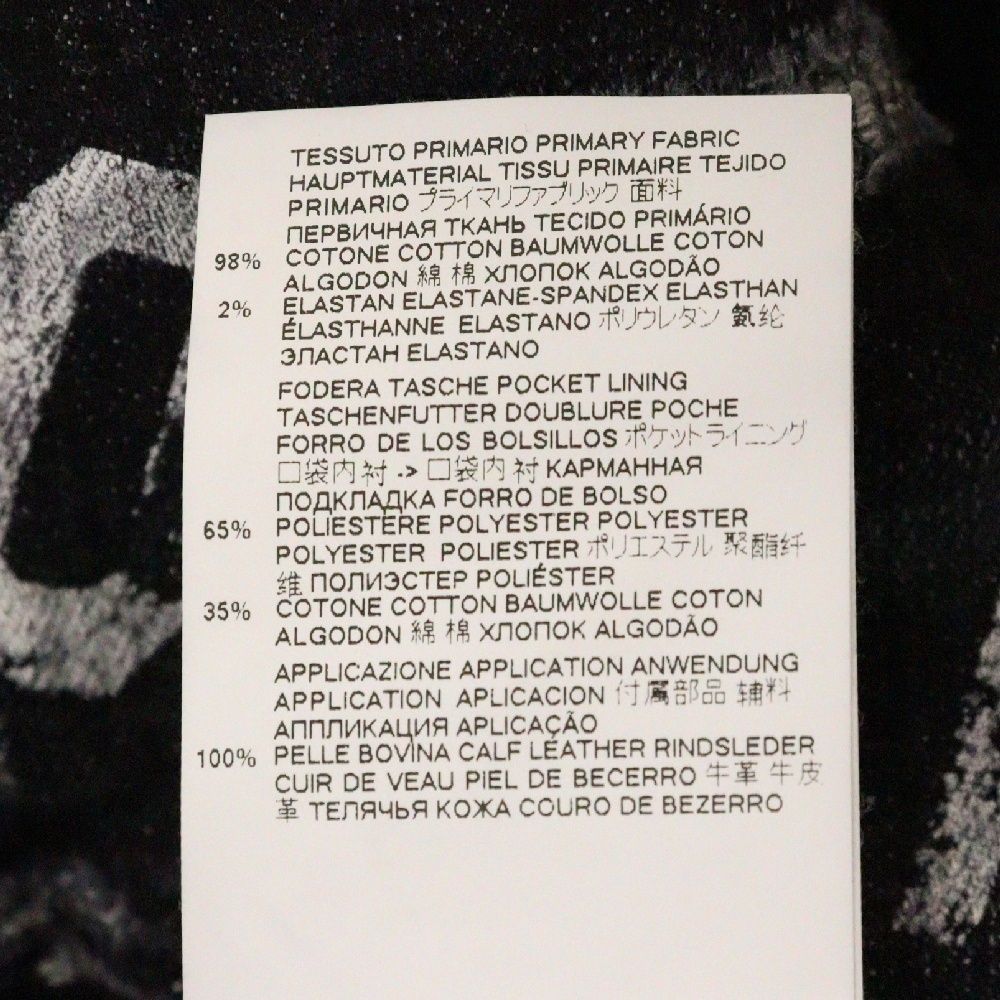 TESSUTO PRIMARIO PRIMARY FABRIC
HAUPTMATERIAL TISSU PRIMAIRE TEJIDO
PRIMARIO プライマリファブリック 面料
ПЕРВИЧНАЯ ТКАНЬ TECIDO PRIMÁRIO
98% COTONE COTTON BAUMWOLLE COTON
ALGODON 綿 棉 ХЛОПОК ALGODÃO
2% ELASTAN ELASTANE-SPANDEX ELASTHAN
ÉLASTHANNE ELASTANO ポリウレタン 氨纶
ЭЛАСТАН ELASTANO
FODERA TASCHE POCKET LINING
TASCHENFUTTER DOUBLURE POCHE
FORRO DE LOS BOLSILLOS ポケットライニング
口袋内衬 -> 口袋内衬 КАРМАННАЯ
ПОДКЛАДКА FORRO DE BOLSO
65% POLIESTERE POLYESTER POLYESTER
POLYESTER POLIESTER ポリエステル 聚酯纤
维 ПОЛИЭСТЕР POLIÉSTER
35% COTONE COTTON BAUMWOLLE COTON
ALGODON 綿 棉 ХЛОПОК ALGODÃO
APPLICAZIONE APPLICATION ANWENDUNG
APPLICATION APLICACION 付属部品 辅料
АППЛИКАЦИЯ APLICAÇÃO
100% PELLE BOVINA CALF LEATHER RINDSLEDER
CUIR DE VEAU PIEL DE BECERRO 牛革 牛皮
革 ТЕЛЯЧЬЯ КОЖА COURO DE BEZERRO